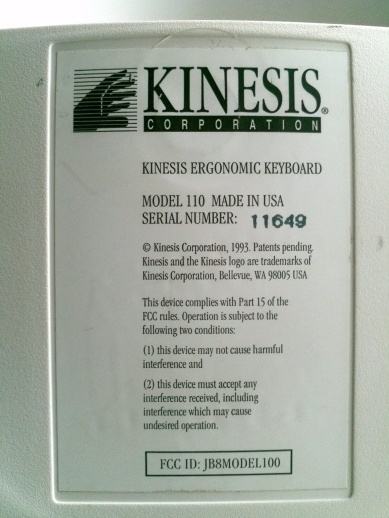 KINESIS®
CORPORATION
KINESIS ERGONOMIC KEYBOARD
MODEL 110 MADE IN USA
SERIAL NUMBER: 11649
© Kinesis Corporation, 1993. Patents pending.
Kinesis and the Kinesis logo are trademarks of
Kinesis Corporation, Bellevue, WA 98005 USA
This device complies with Part 15 of the
FCC rules. Operation is subject to the
following two conditions:
(1) this device may not cause harmful
interference and
(2) this device must accept any
interference received, including
interference which may cause
undesired operation.
FCC ID: JB8MODEL100